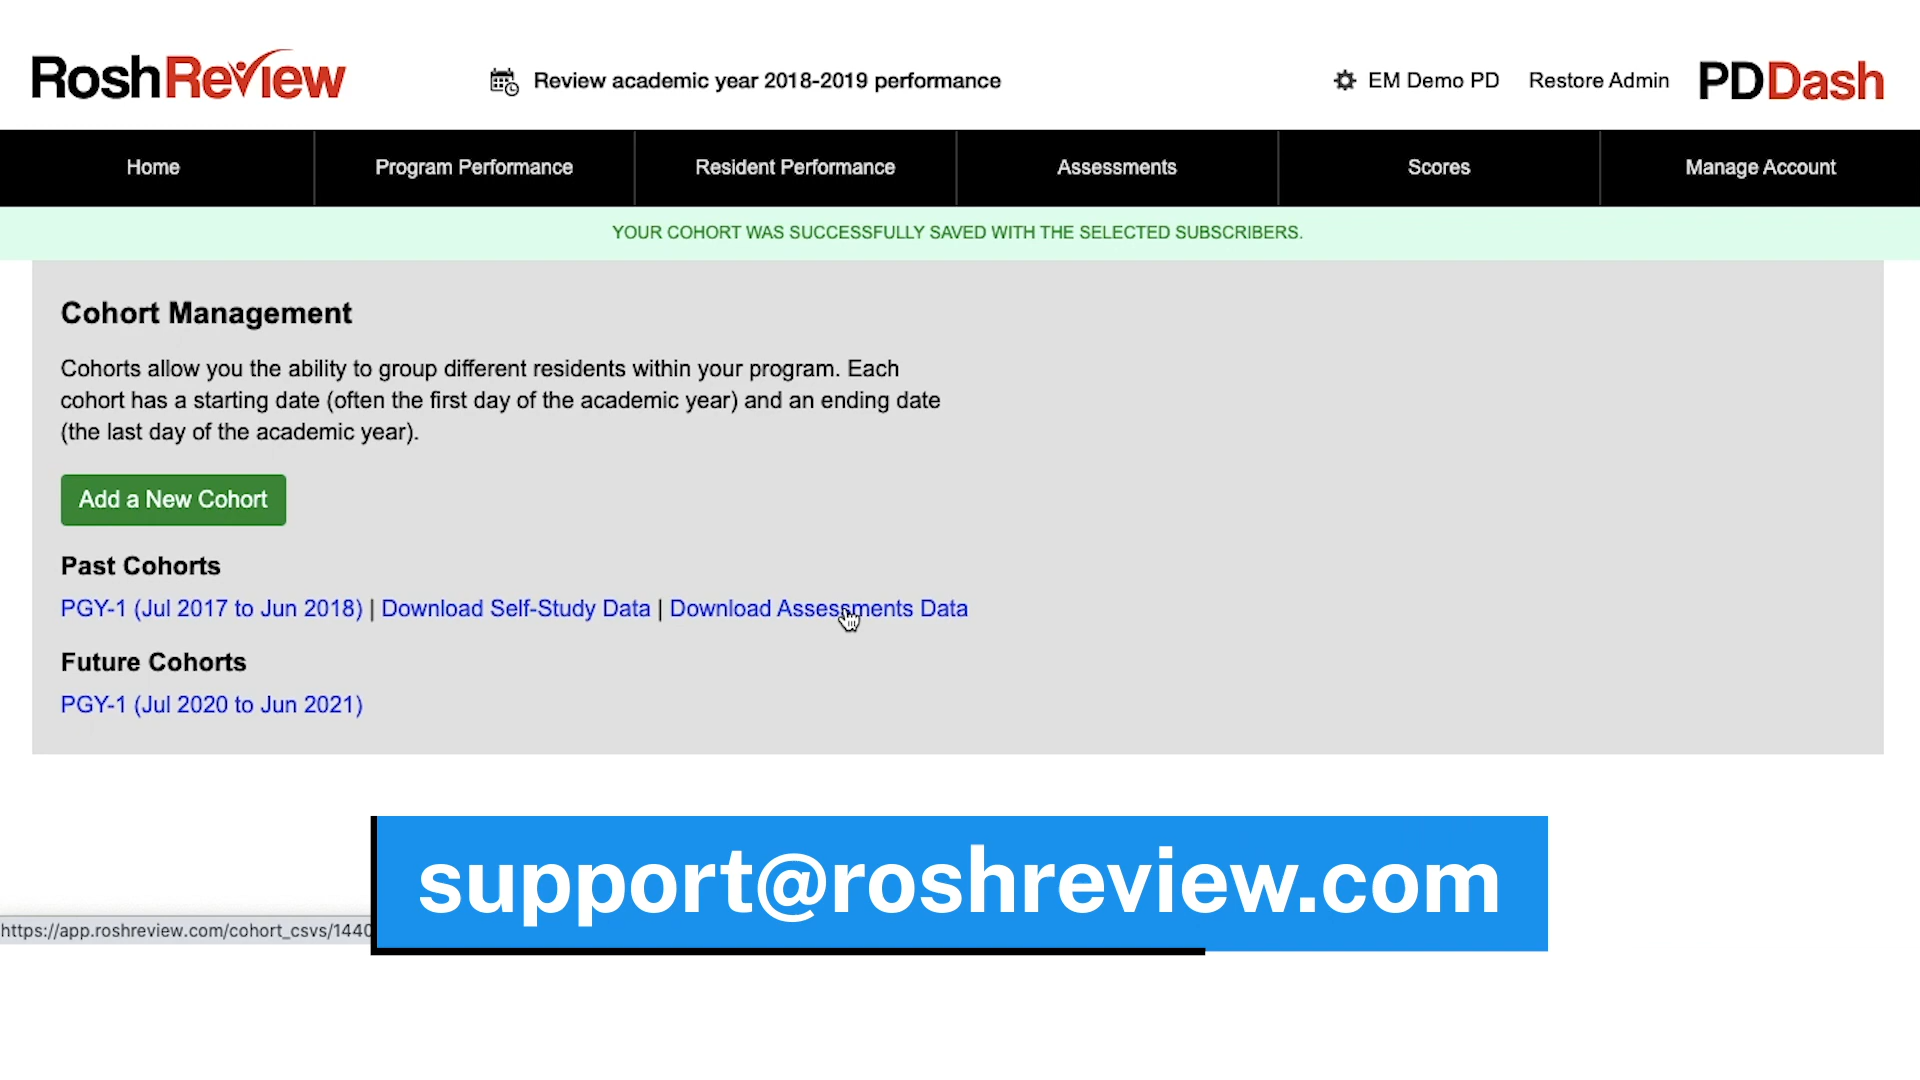 RoshReview
Review academic year 2018-2019 performance
EM Demo PD
Restore Admin
PDDash
Home
Program Performance
Resident Performance
Assessments
Scores
Manage Account
YOUR COHORT WAS SUCCESSFULLY SAVED WITH THE SELECTED SUBSCRIBERS.
Cohort Management
Cohorts allow you the ability to group different residents within your program. Each
cohort has a starting date (often the first day of the academic year) and an ending date
(the last day of the academic year).
Add a New Cohort
Past Cohorts
PGY-1 (Jul 2017 to Jun 2018) | Download Self-Study Data | Download Assessments Data
Future Cohorts
PGY-1 (Jul 2020 to Jun 2021)
support@roshreview.com
https://app.roshreview.com/cohort_csvs/1440